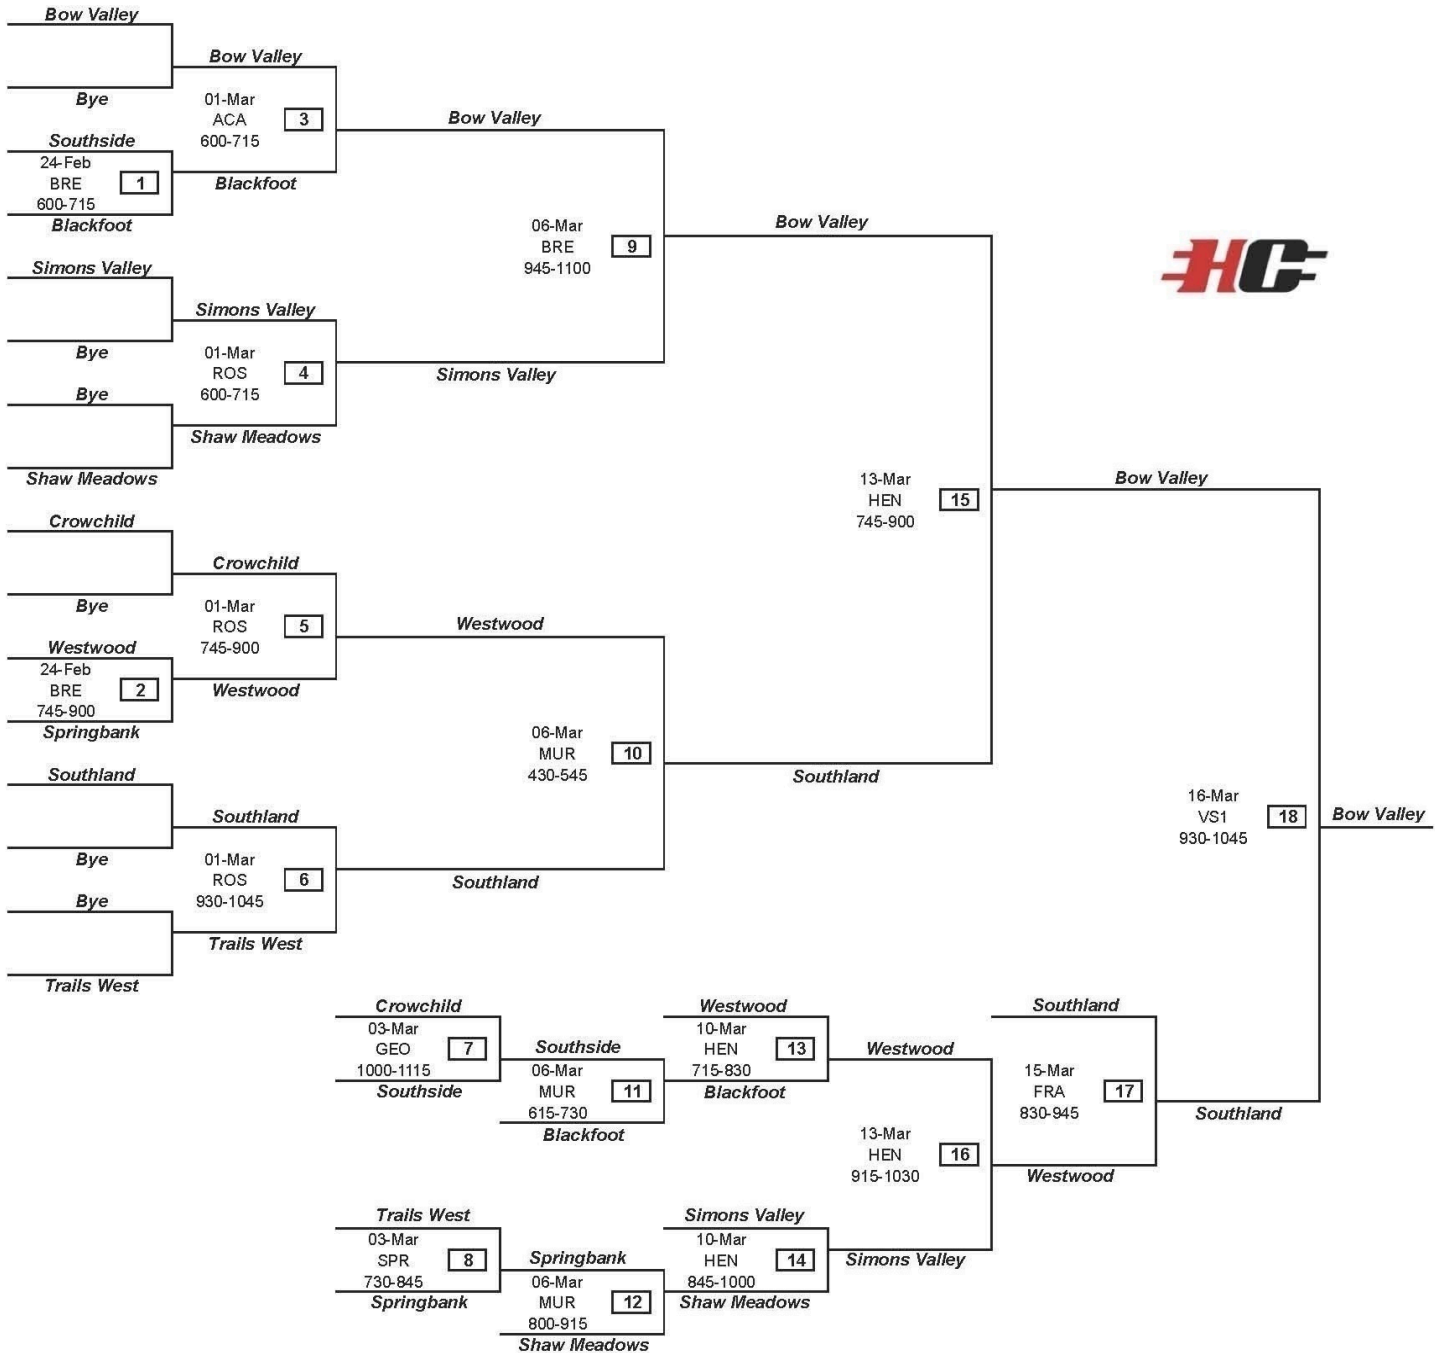 Bow Valley
Bow Valley
Bye
01-Mar
ACA
3
600-715
Bow Valley
Southside
24-Feb
BRE
1
600-715
Blackfoot
Blackfoot
06-Mar
BRE
9
945-1100
Bow Valley
HC
Simons Valley
Simons Valley
Bye
01-Mar
ROS
4
600-715
Simons Valley
Bye
Shaw Meadows
Shaw Meadows
13-Mar
HEN
15
745-900
Bow Valley
Crowchild
Crowchild
Bye
01-Mar
ROS
5
745-900
Westwood
Westwood
24-Feb
BRE
2
745-900
Springbank
Westwood
06-Mar
MUR
10
430-545
Southland
Southland
Southland
Bye
01-Mar
ROS
6
930-1045
Southland
Bye
Trails West
Trails West
16-Mar
VS1
18
930-1045
Bow Valley
Crowchild
03-Mar
GEO
7
1000-1115
Southside
Southside
06-Mar
MUR
11
615-730
Blackfoot
Westwood
10-Mar
HEN
13
715-830
Blackfoot
Westwood
13-Mar
HEN
16
915-1030
Southland
15-Mar
FRA
17
830-945
Westwood
Southland
Trails West
03-Mar
SPR
8
730-845
Springbank
Springbank
06-Mar
MUR
12
800-915
Shaw Meadows
Simons Valley
10-Mar
HEN
14
845-1000
Shaw Meadows
Simons Valley